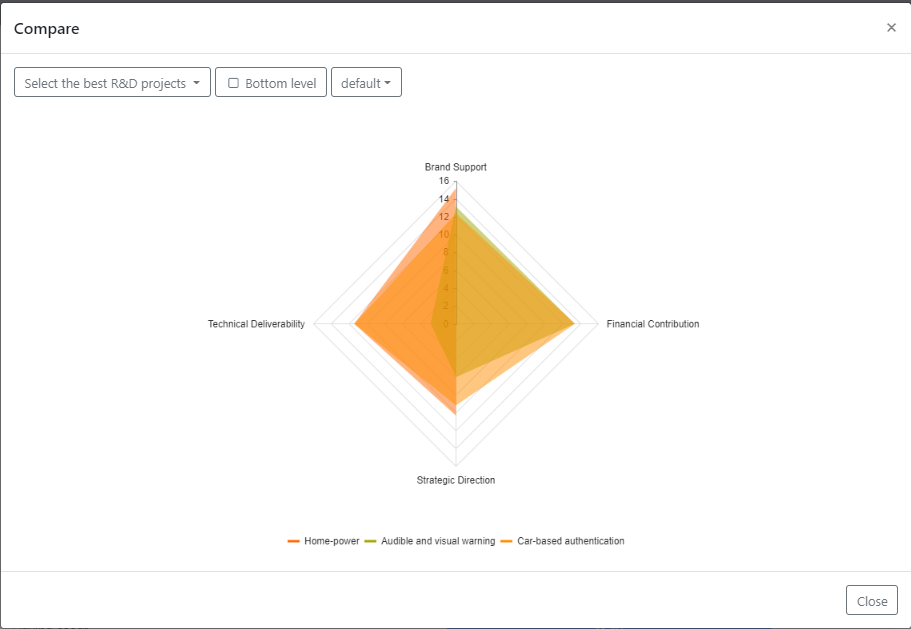 Compare
×
Select the best R&D projects
Bottom level
default
Brand Support
16
14
12
10
8
6
4
2
0
Technical Deliverability
Financial Contribution
Strategic Direction
Home-power Audible and visual warning Car-based authentication
Close